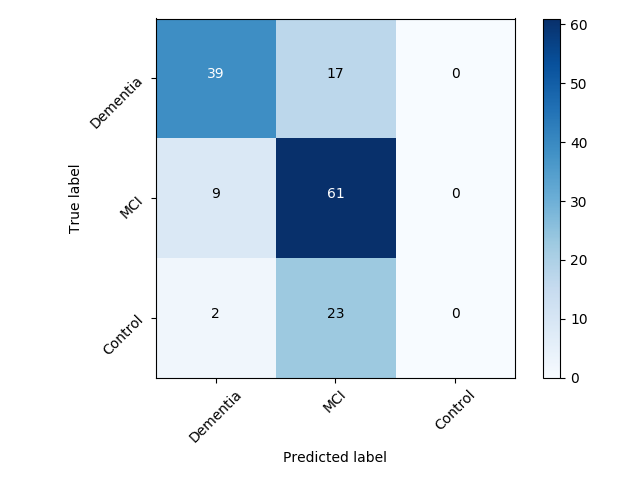 True label
Dementia
39
17
0
MCI
9
61
0
Control
2
23
0
Dementia
MCI
Control
Predicted label
60
50
40
30
20
10
0